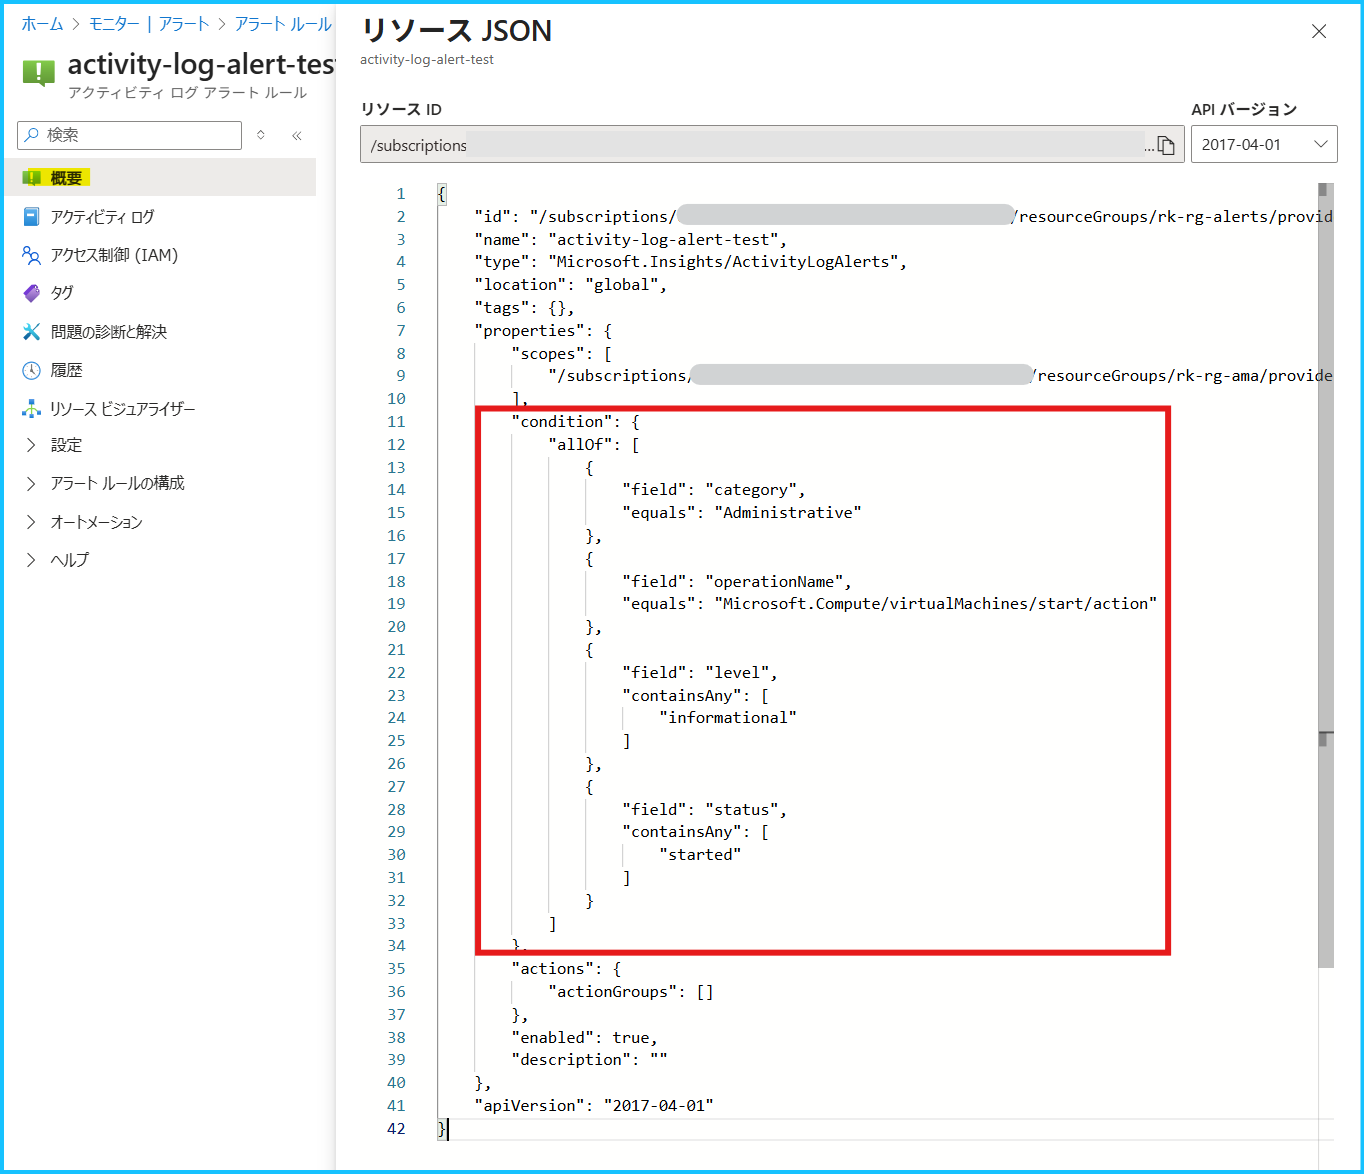 ホーム > モニター | アラート > アラート ルール
activity-log-alert-tes
アクティビティ ログ アラート ルール
検索
概要
アクティビティ ログ
アクセス制御 (IAM)
タグ
問題の診断と解決
履歴
リソース ビジュアライザー
設定
アラート ルールの構成
オートメーション
ヘルプ
リソース JSON
activity-log-alert-test
リソース ID
/subscriptions ...
API バージョン
2017-04-01
1 {
2 "id": "/subscriptions/ /resourceGroups/rk-rg-alerts/provid
3 "name": "activity-log-alert-test",
4 "type": "Microsoft.Insights/ActivityLogAlerts",
5 "location": "global",
6 "tags": {},
7 "properties": {
8 "scopes": [
9 "/subscriptions/ /resourceGroups/rk-rg-ama/provide
10 ],
11 "condition": {
12 "allOf": [
13 {
14 "field": "category",
15 "equals": "Administrative"
16 },
17 {
18 "field": "operationName",
19 "equals": "Microsoft.Compute/virtualMachines/start/action"
20 },
21 {
22 "field": "level",
23 "containsAny": [
24 "informational"
25 ]
26 },
27 {
28 "field": "status",
29 "containsAny": [
30 "started"
31 ]
32 }
33 ]
34 },
35 "actions": {
36 "actionGroups": []
37 },
38 "enabled": true,
39 "description": ""
40 },
41 "apiVersion": "2017-04-01"
42 }